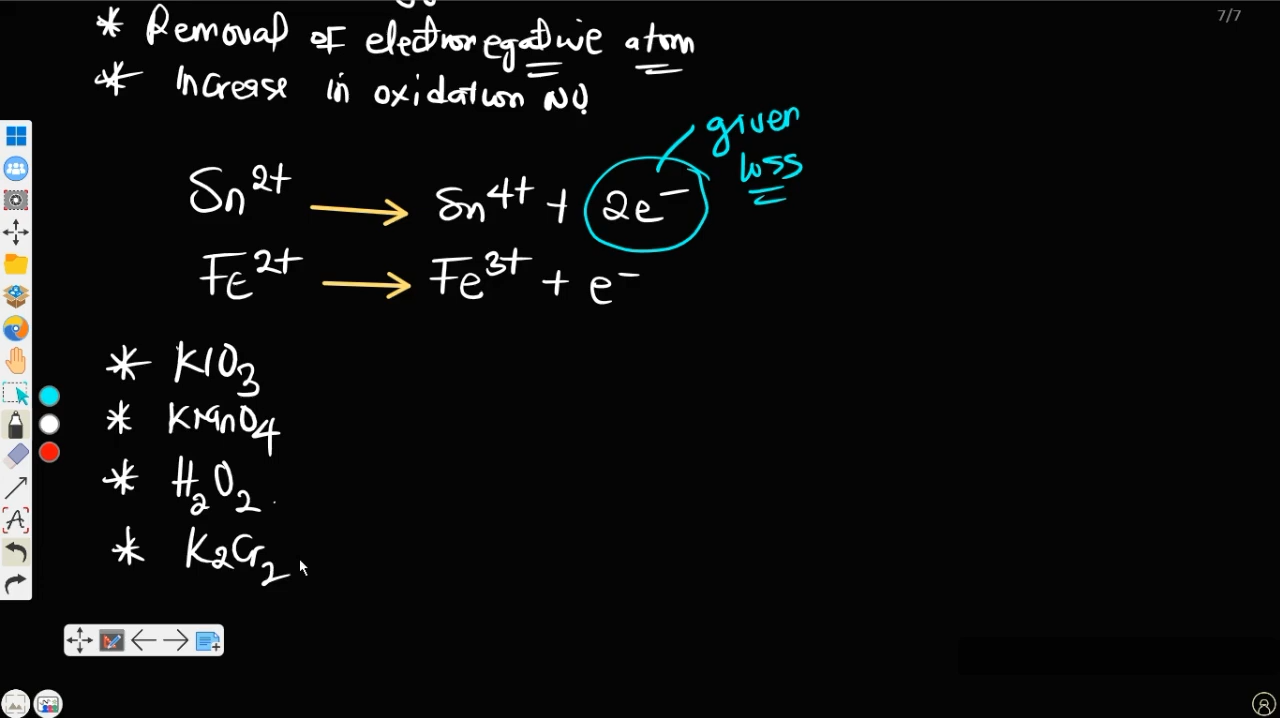 7/7
* Removal of electronegative atom
* Increase in oxidation NO
given
loss
Sn²⁺ → Sn⁴⁺ + 2e⁻
Fe²⁺ → Fe³⁺ + e⁻
* KIO₃
* KMnO₄
* H₂O₂
* K₂Cr₂